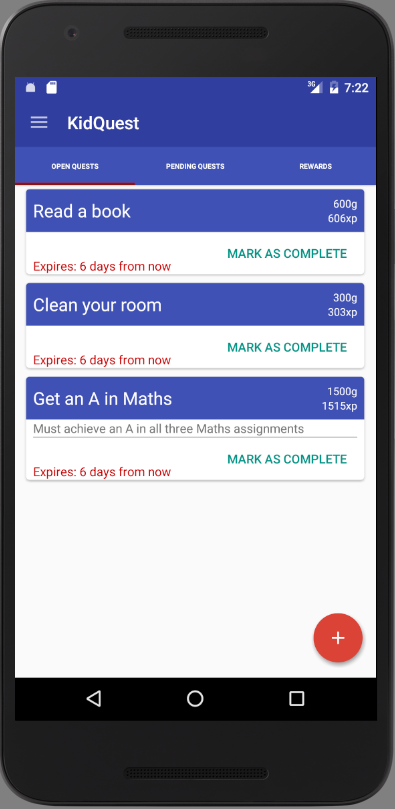 3G 7:22
KidQuest
OPEN QUESTS PENDING QUESTS REWARDS
Read a book 600g
606xp
MARK AS COMPLETE
Expires: 6 days from now
Clean your room 300g
303xp
MARK AS COMPLETE
Expires: 6 days from now
Get an A in Maths 1500g
1515xp
Must achieve an A in all three Maths assignments
MARK AS COMPLETE
Expires: 6 days from now
+